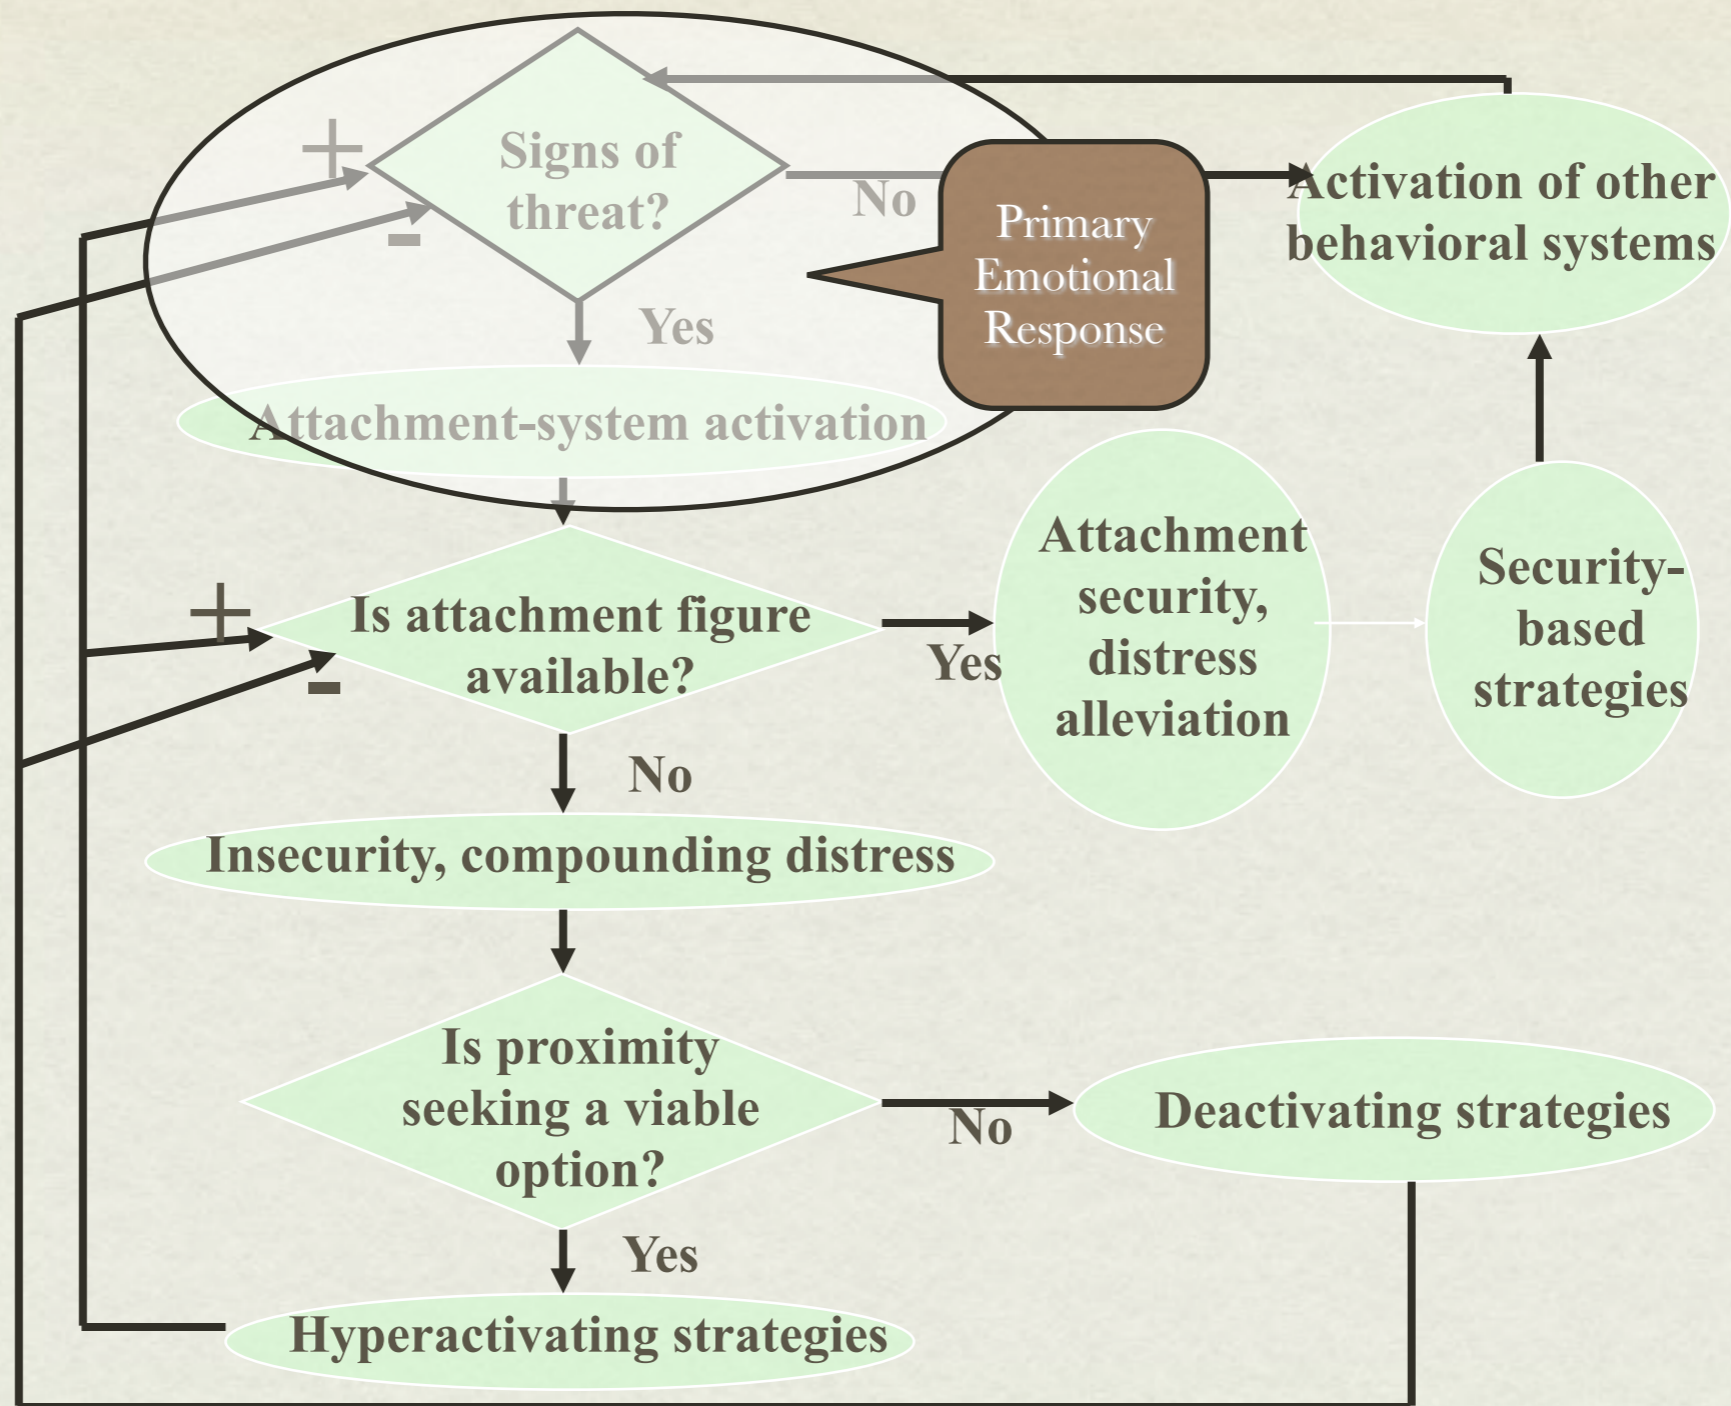 +
Signs of
threat?
-
No
Primary
Emotional
Response
Activation of other
behavioral systems
Yes
Attachment-system activation
+
Is attachment figure
available?
-
Yes
Attachment
security,
distress
alleviation
Security-
based
strategies
No
Insecurity, compounding distress
Is proximity
seeking a viable
option?
No
Deactivating strategies
Yes
Hyperactivating strategies